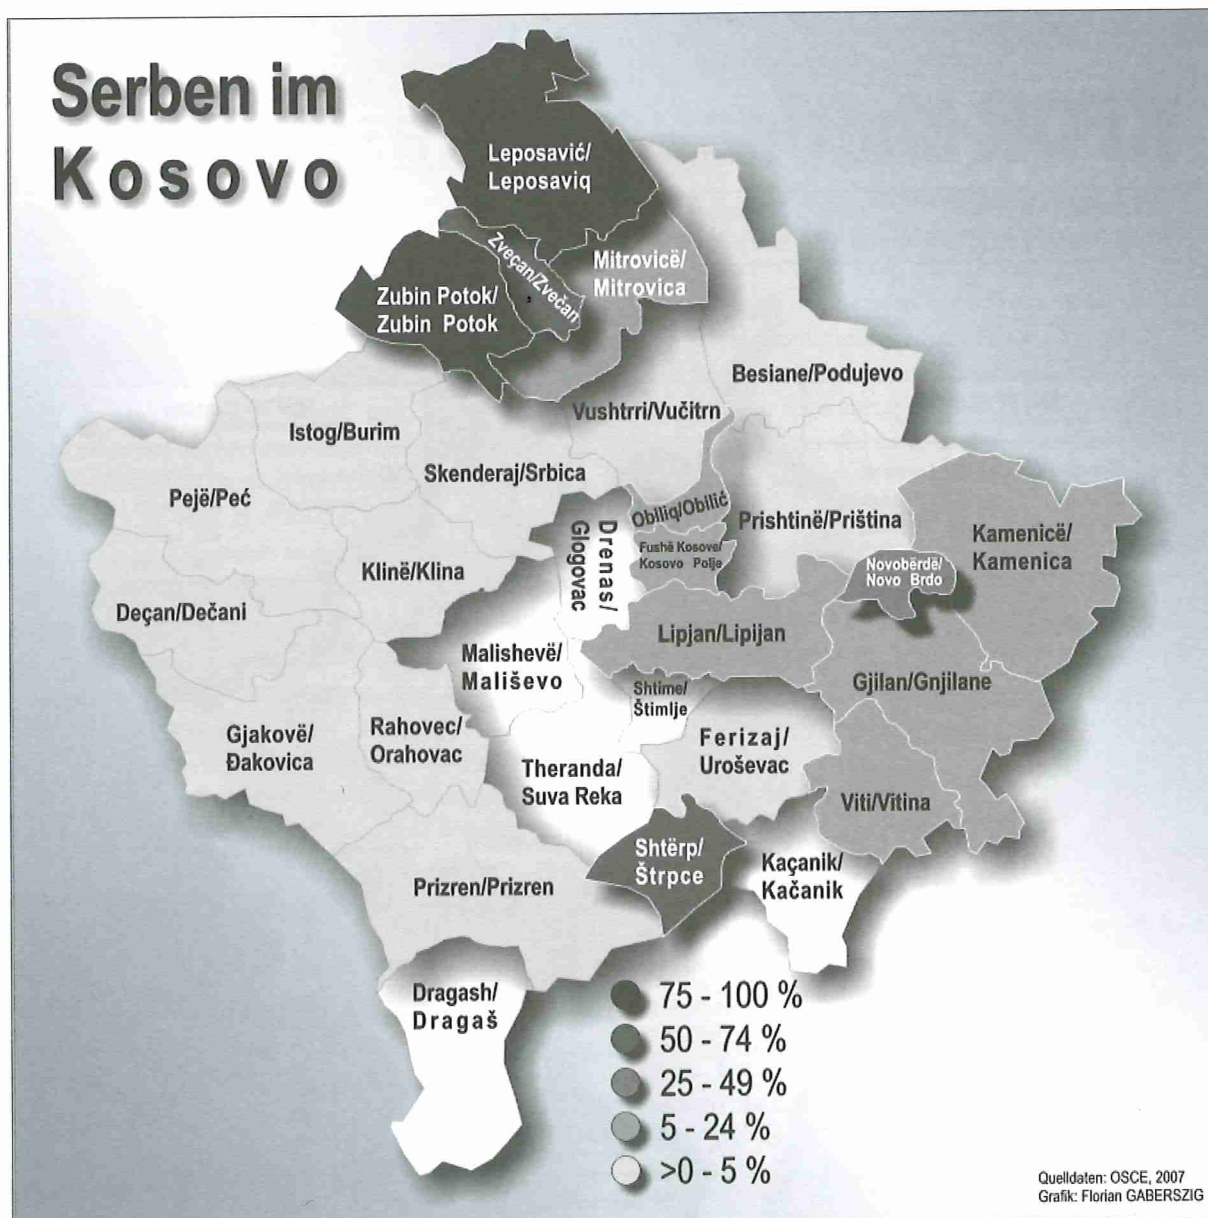 Serben im
Kosovo
Leposavić/
Leposaviq
Zveçan/Zvečan
Mitrovicë/
Mitrovica
Zubin Potok/
Zubin Potok
Besiane/Podujevo
Vushtrri/Vučitrn
Istog/Burim
Skenderaj/Srbica
Pejë/Peć
Obiliq/Obilić
Prishtinë/Priština
Kamenicë/
Kamenica
Drenas/
Glogovac
Fushë Kosove/
Kosovo Polje
Novobërdë/
Novo Brdo
Klinë/Klina
Deçan/Dečani
Lipjan/Lipijan
Malishevë/
Mališevo
Shtime/
Štimlje
Gjilan/Gnjilane
Gjakovë/
Đakovica
Rahovec/
Orahovac
Ferizaj/
Uroševac
Theranda/
Suva Reka
Viti/Vitina
Shtërp/
Štrpce
Kaçanik/
Kačanik
Prizren/Prizren
Dragash/
Dragaš
75 - 100 %
50 - 74 %
25 - 49 %
5 - 24 %
>0 - 5 %
Quelldaten: OSCE, 2007
Grafik: Florian GABERSZIG